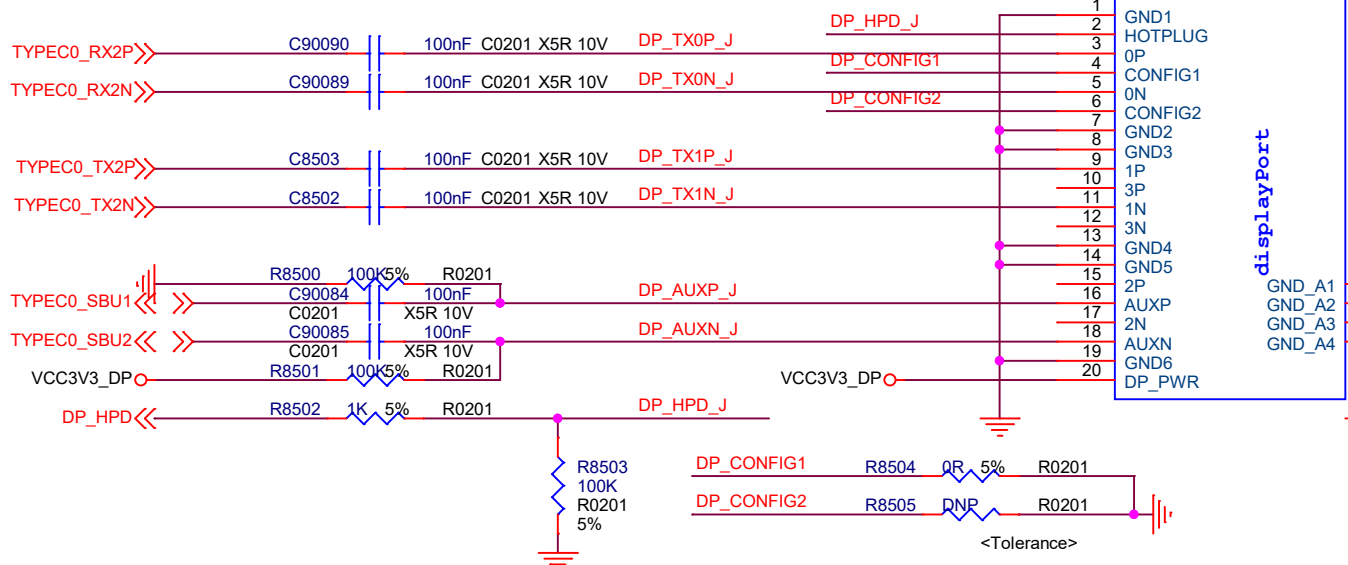 1
GND1
DP_HPD_J
2
HOTPLUG
TYPEC0_RX2P
C90090
100nF C0201 X5R 10V
DP_TX0P_J
3
0P
DP_CONFIG1
4
CONFIG1
TYPEC0_RX2N
C90089
100nF C0201 X5R 10V
DP_TX0N_J
5
0N
DP_CONFIG2
6
CONFIG2
7
GND2
8
GND3
TYPEC0_TX2P
C8503
100nF C0201 X5R 10V
DP_TX1P_J
9
1P
10
3P
TYPEC0_TX2N
C8502
100nF C0201 X5R 10V
DP_TX1N_J
11
1N
12
3N
13
GND4
14
GND5
displayPort
R8500
100K
5%
R0201
15
2P
GND_A1
TYPEC0_SBU1
C90084
100nF
C0201
X5R 10V
DP_AUXP_J
16
AUXP
GND_A2
17
2N
GND_A3
TYPEC0_SBU2
C90085
100nF
C0201
X5R 10V
DP_AUXN_J
18
AUXN
GND_A4
19
GND6
VCC3V3_DP
R8501
100K
5%
R0201
VCC3V3_DP
20
DP_PWR
DP_HPD
R8502
1K
5%
R0201
DP_HPD_J
R8503
100K
R0201
5%
DP_CONFIG1
R8504
0R
5%
R0201
DP_CONFIG2
R8505
DNP
R0201
<Tolerance>